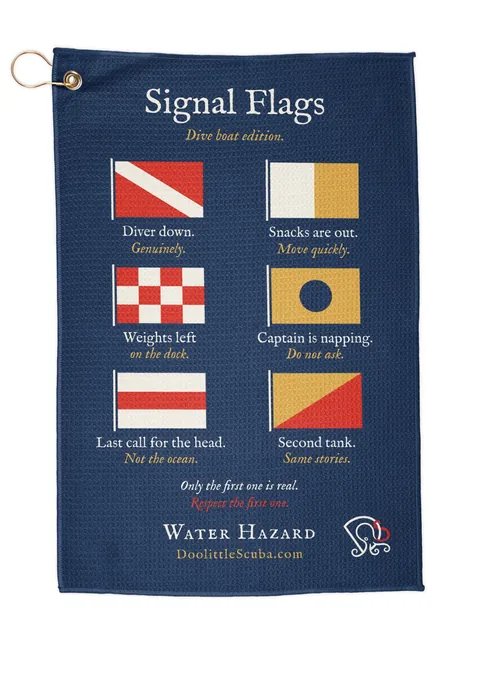 Signal Flags
Dive boat edition.
Diver down.
Genuinely.
Snacks are out.
Move quickly.
Weights left
on the dock.
Captain is napping.
Do not ask.
Last call for the head.
Not the ocean.
Second tank.
Same stories.
Only the first one is real.
Respect the first one.
WATER HAZARD
DoolittleScuba.com